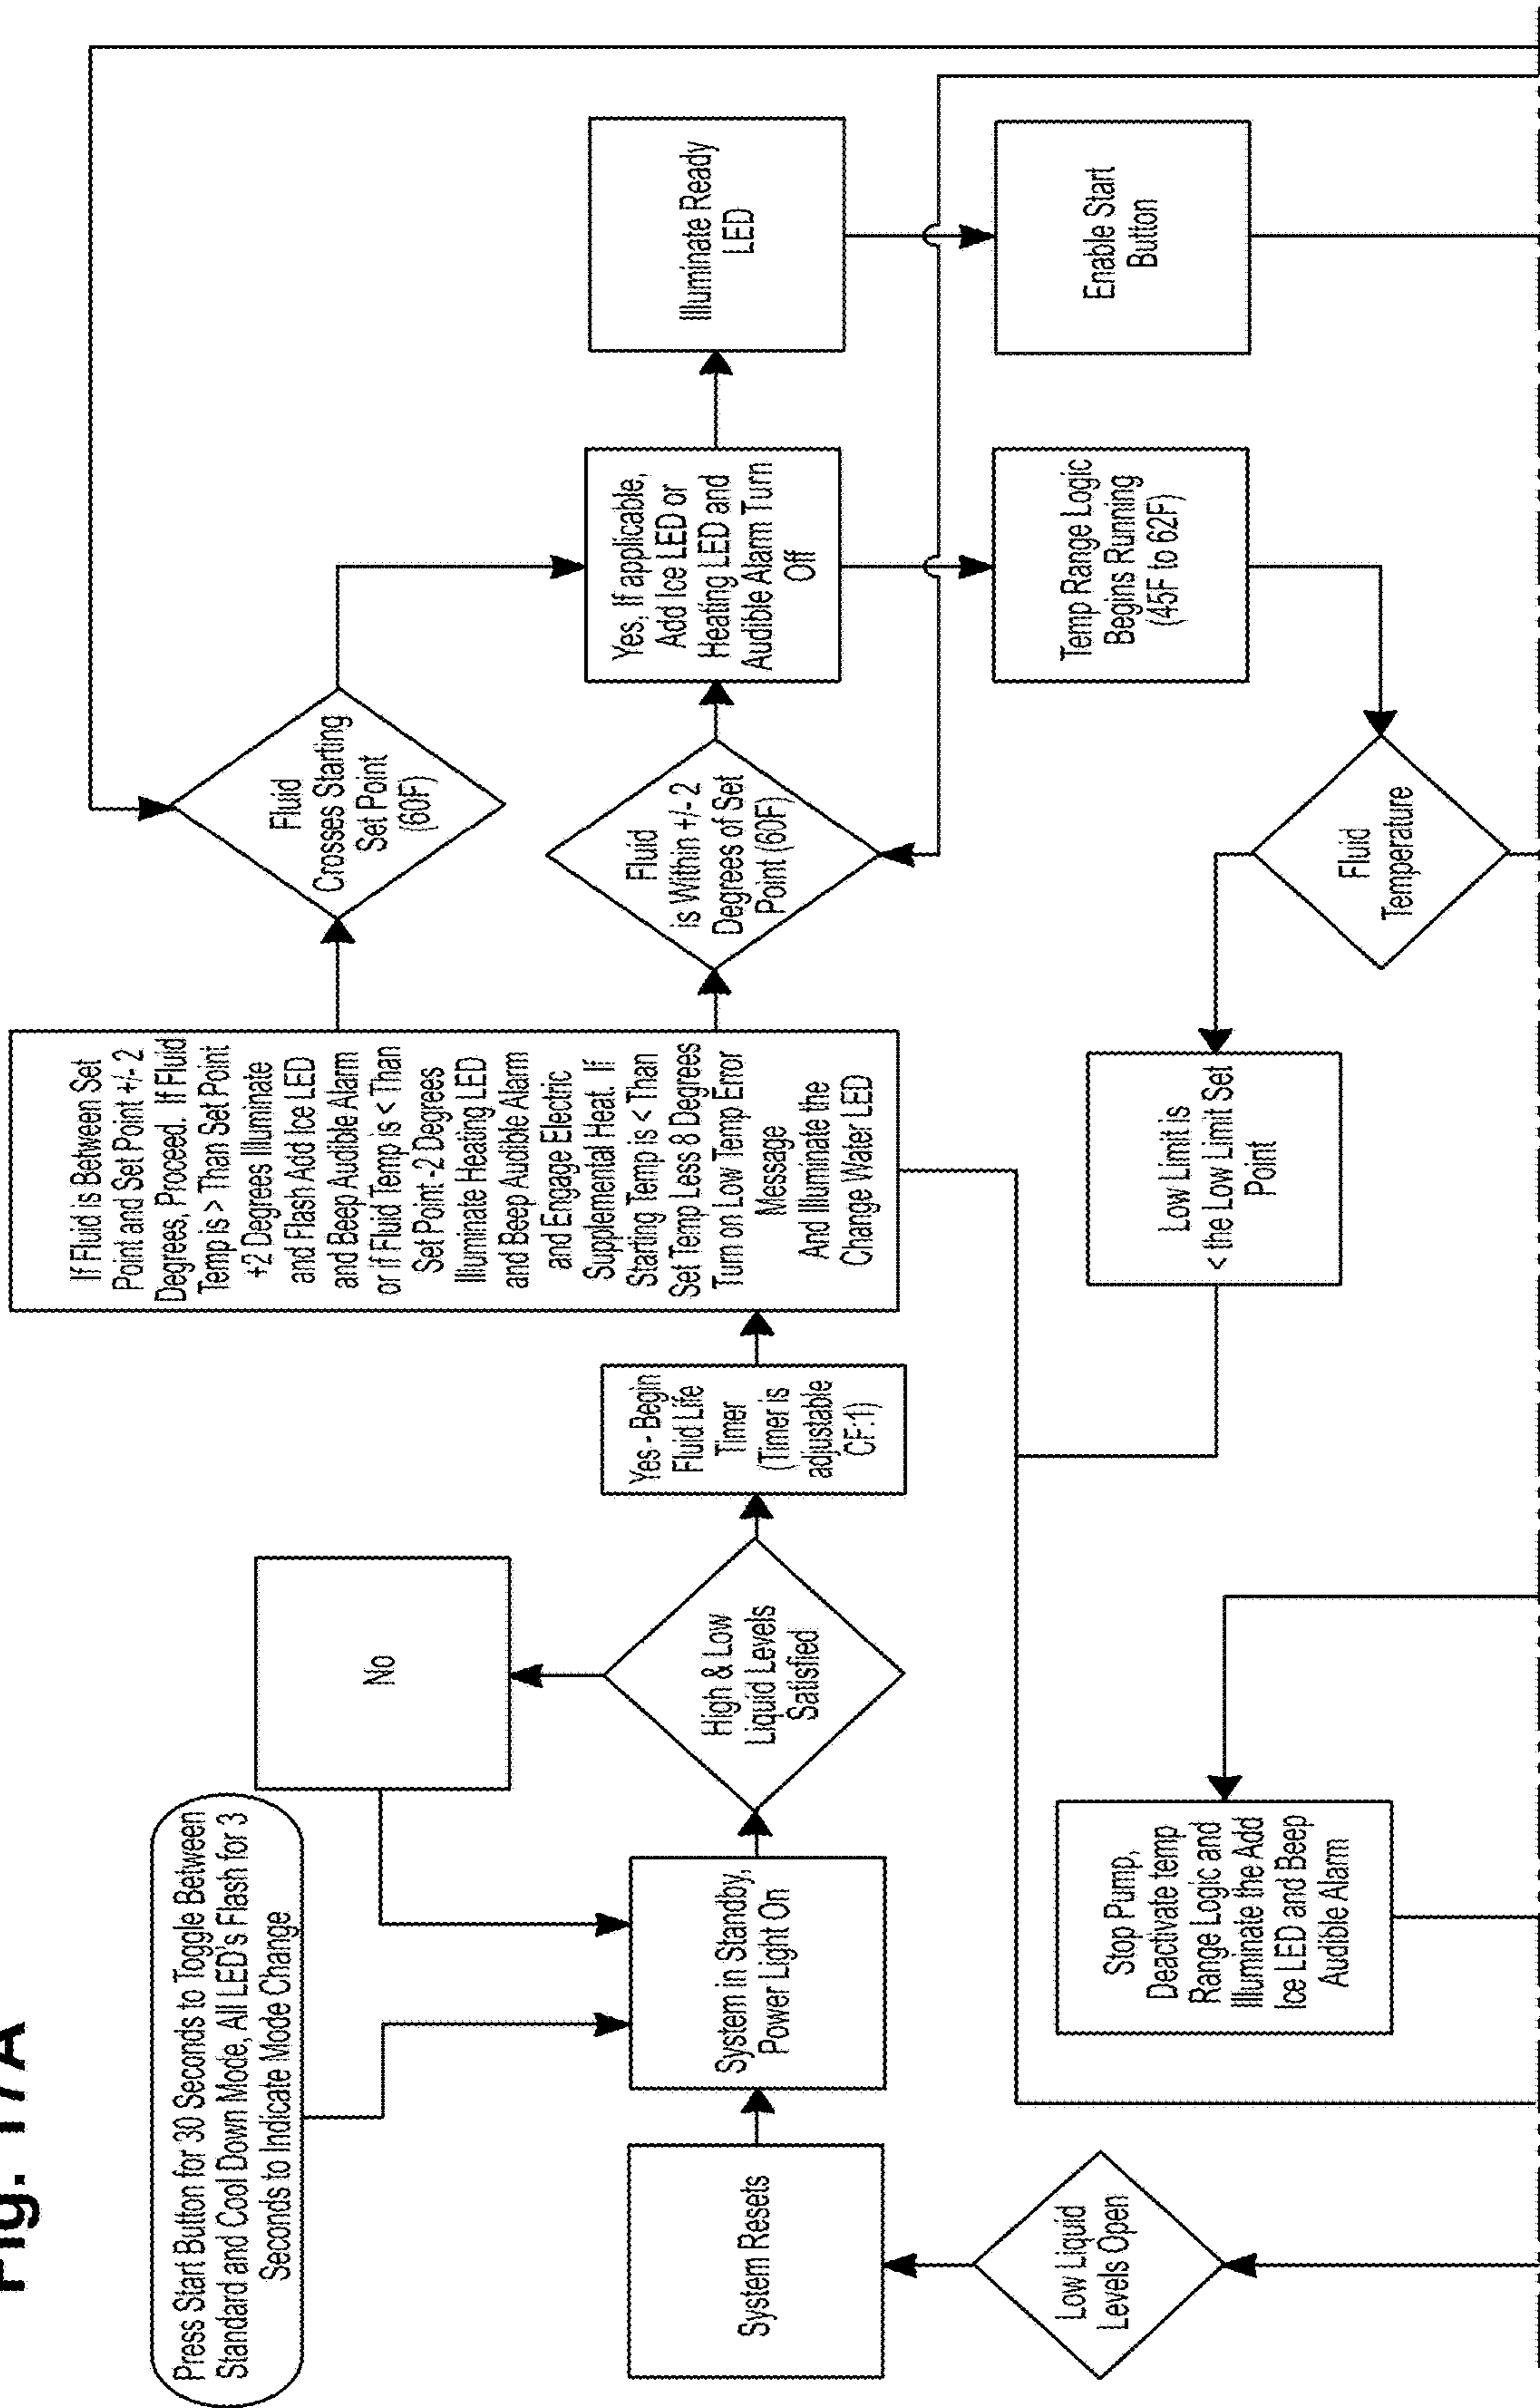 Fig. 17A
Press Start Button for 30 Seconds to Toggle Between
Standard and Cool Down Mode, All LED's Flash for 3
Seconds to Indicate Mode Change
No
System Resets
System in Standby,
Power Light On
High & Low
Liquid Levels
Satisfied
Yes - Begin
Fluid Life
Timer
(Timer is
adjustable
CF:1)
If Fluid is Between Set
Point and Set Point +/- 2
Degrees, Proceed. If Fluid
Temp is > Than Set Point
+2 Degrees Illuminate
and Flash Add Ice LED
and Beep Audible Alarm
or if Fluid Temp is < Than
Set Point -2 Degrees
Illuminate Heating LED
and Beep Audible Alarm
and Engage Electric
Supplemental Heat. If
Starting Temp is < Than
Set Temp Less 8 Degrees
Turn on Low Temp Error
Message
And Illuminate the
Change Water LED
Fluid
Crosses Starting
Set Point
(60F)
Fluid
is Within +/- 2
Degrees of Set
Point (60F)
Yes, If applicable,
Add Ice LED or
Heating LED and
Audible Alarm Turn
Off
Illuminate Ready
LED
Low Liquid
Levels Open
Stop Pump,
Deactivate temp
Range Logic and
Illuminate the Add
Ice LED and Beep
Audible Alarm
Low Limit is
< the Low Limit Set
Point
Fluid
Temperature
Temp Range Logic
Begins Running
(45F to 62F)
Enable Start
Button